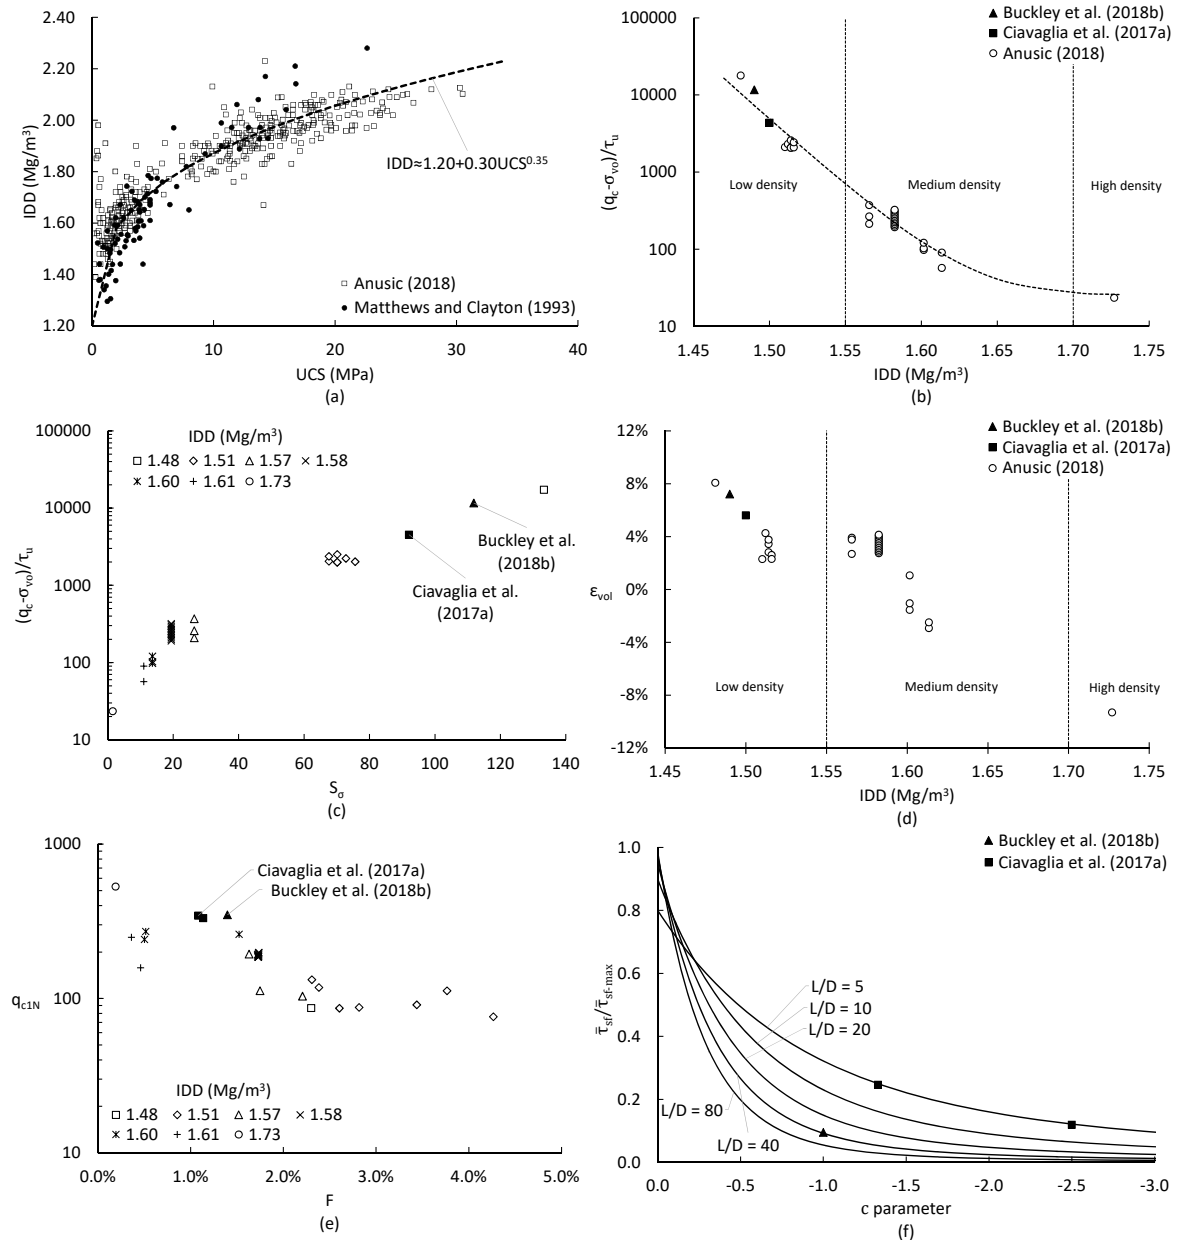 2.40
2.20
2.00
1.80
1.60
1.40
1.20
IDD (Mg/m³)
IDD≈1.20+0.30UCS^0.35
Anusic (2018)
Matthews and Clayton (1993)
0 10 20 30 40
UCS (MPa)
(a)
Buckley et al. (2018b)
Ciavaglia et al. (2017a)
Anusic (2018)
100000
10000
1000
100
10
(qc-σvo)/τu
Low density
Medium density
High density
1.45 1.50 1.55 1.60 1.65 1.70 1.75
IDD (Mg/m³)
(b)
100000
10000
1000
100
10
(qc-σvo)/τu
IDD (Mg/m³)
1.48 1.51 1.57 1.58
1.60 1.61 1.73
Buckley et al.
(2018b)
Ciavaglia et al.
(2017a)
0 20 40 60 80 100 120 140
Sσ
(c)
Buckley et al. (2018b)
Ciavaglia et al. (2017a)
Anusic (2018)
12%
8%
4%
0%
-4%
-8%
-12%
εvol
Low density
Medium density
High density
1.45 1.50 1.55 1.60 1.65 1.70 1.75
IDD (Mg/m³)
(d)
1000
100
10
qc1N
Ciavaglia et al. (2017a)
Buckley et al. (2018b)
IDD (Mg/m³)
1.48 1.51 1.57 1.58
1.60 1.61 1.73
0.0% 1.0% 2.0% 3.0% 4.0% 5.0%
F
(e)
Buckley et al. (2018b)
Ciavaglia et al. (2017a)
1.0
0.8
0.6
0.4
0.2
0.0
τ̄sf/τ̄sf-max
L/D = 5
L/D = 10
L/D = 20
L/D = 80
L/D = 40
0.0 -0.5 -1.0 -1.5 -2.0 -2.5 -3.0
c parameter
(f)